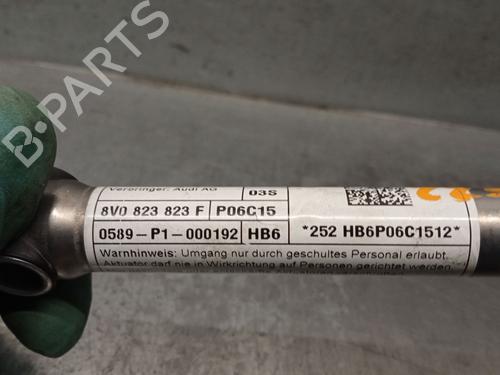 Verbringer: Audi AG 03S
8V0 823 823 F P06C15
0589-P1-000192 HB6 *252 HB6P06C1512*
Warnhinweis: Umgang nur durch geschultes Personal erlaubt.
Aktuator darf nie in Wirkrichtung auf Personen gerichtet werden.
B-PARTS